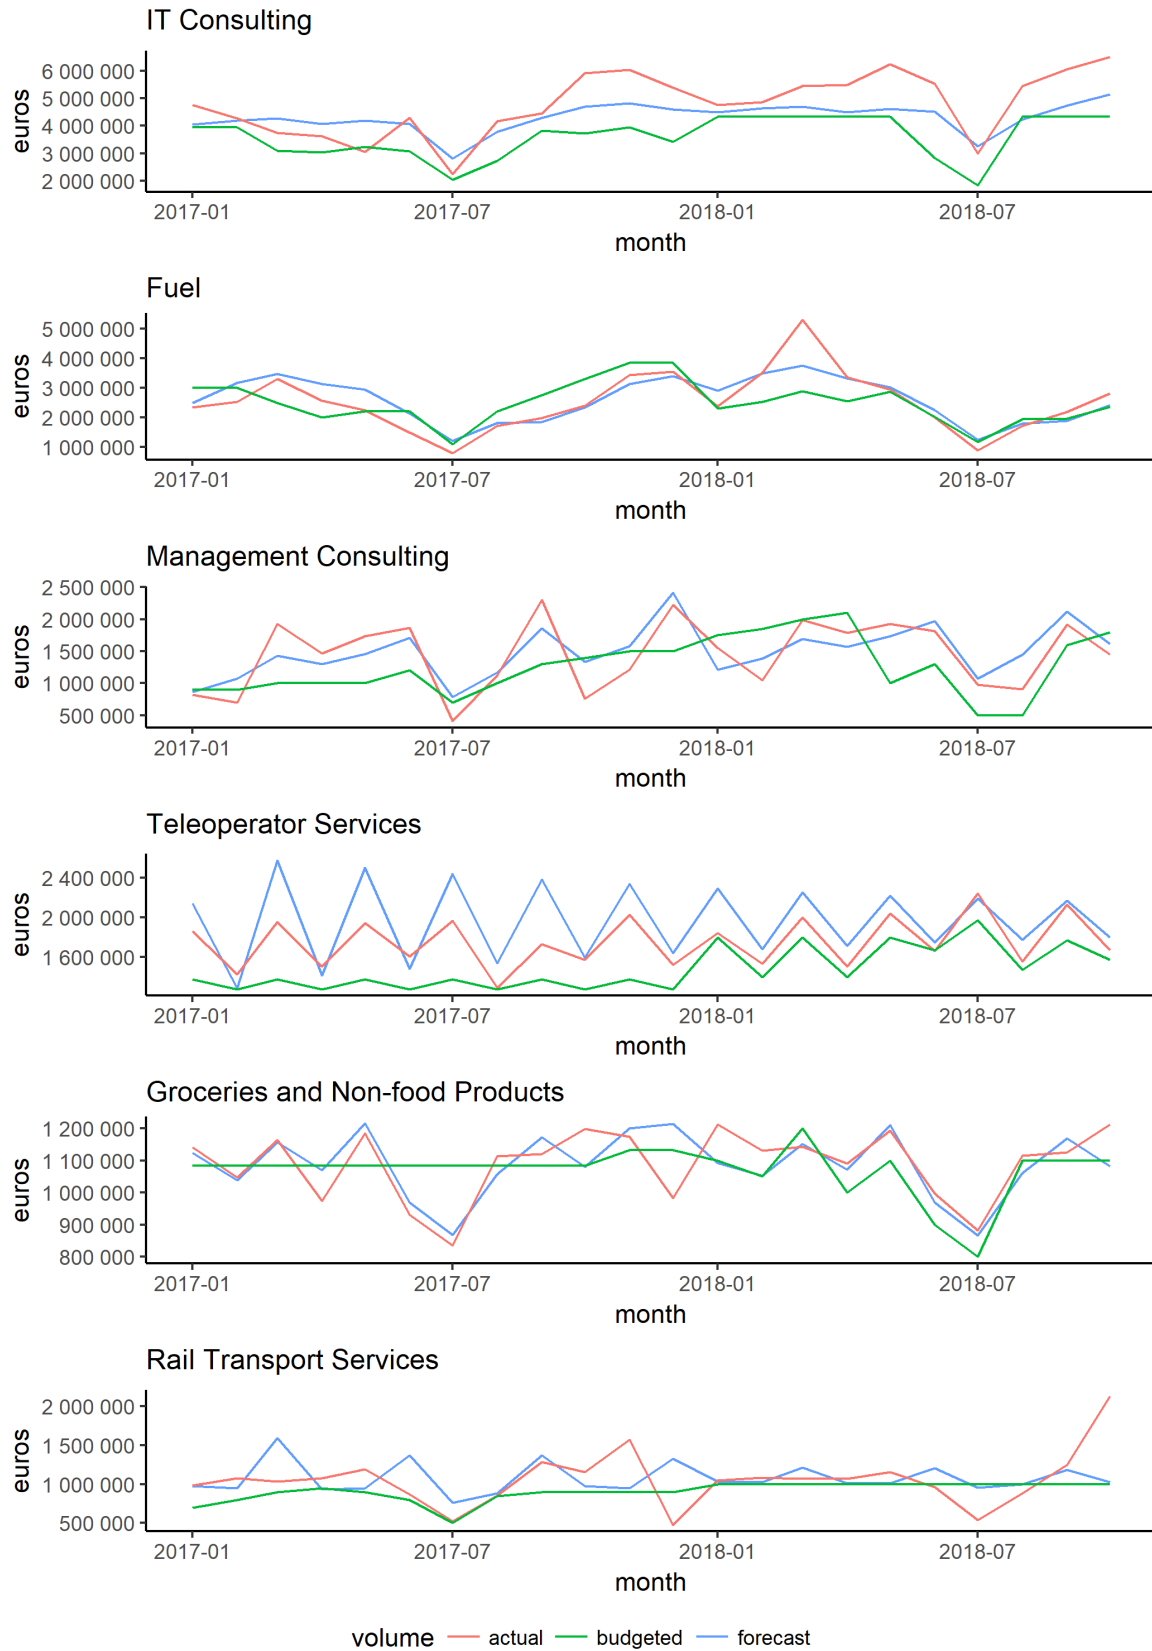 IT Consulting
euros
6 000 000
5 000 000
4 000 000
3 000 000
2 000 000
2017-01 2017-07 2018-01 2018-07
month
Fuel
euros
5 000 000
4 000 000
3 000 000
2 000 000
1 000 000
2017-01 2017-07 2018-01 2018-07
month
Management Consulting
euros
2 500 000
2 000 000
1 500 000
1 000 000
500 000
2017-01 2017-07 2018-01 2018-07
month
Teleoperator Services
euros
2 400 000
2 000 000
1 600 000
2017-01 2017-07 2018-01 2018-07
month
Groceries and Non-food Products
euros
1 200 000
1 100 000
1 000 000
900 000
800 000
2017-01 2017-07 2018-01 2018-07
month
Rail Transport Services
euros
2 000 000
1 500 000
1 000 000
500 000
2017-01 2017-07 2018-01 2018-07
month
volume actual budgeted forecast